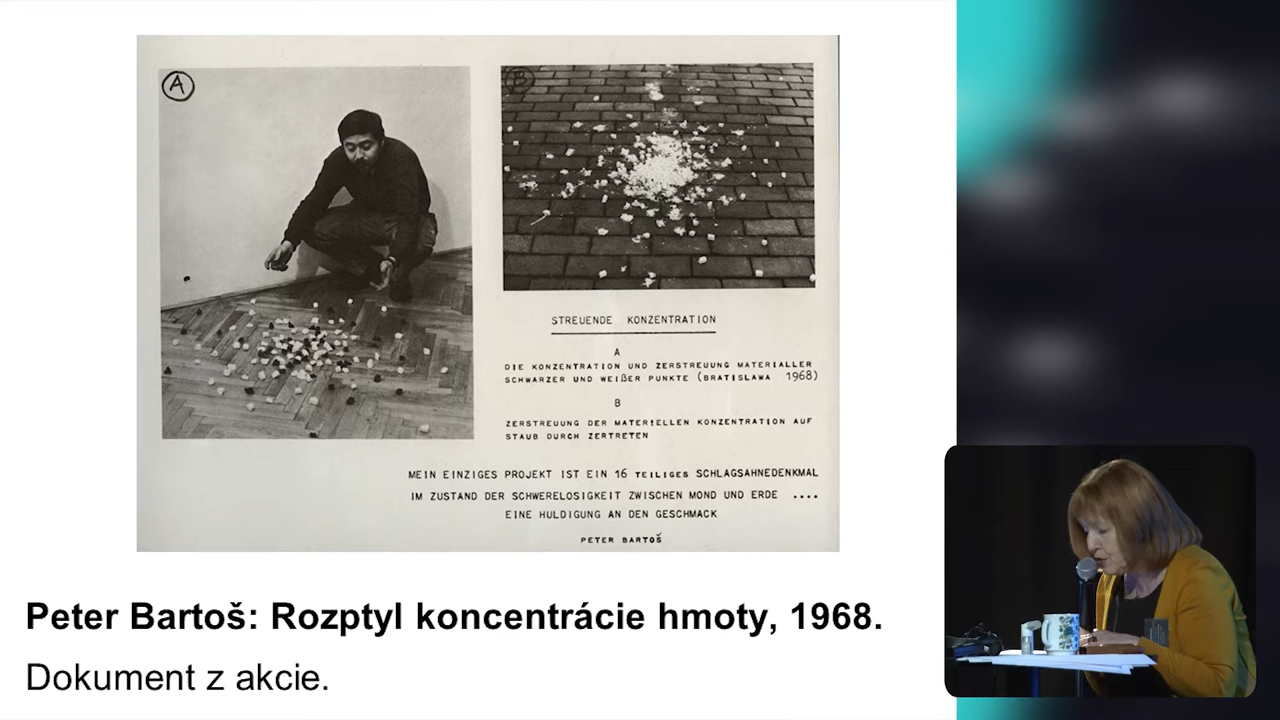 A
B
STREUENDE KONZENTRATION
A
DIE KONZENTRATION UND ZERSTREUUNG MATERIALLER
SCHWARZER UND WEIßER PUNKTE (BRATISLAWA 1968)
B
ZERSTREUUNG DER MATERIELLEN KONZENTRATION AUF
STAUB DURCH ZERTRETEN
MEIN EINZIGES PROJEKT IST EIN 16 TEILIGES SCHLAGSAHNEDENKMAL
IM ZUSTAND DER SCHWERELOSIGKEIT ZWISCHEN MOND UND ERDE ....
EINE HULDIGUNG AN DEN GESCHMACK
PETER BARTOŠ
Peter Bartoš: Rozptyl koncentrácie hmoty, 1968.
Dokument z akcie.